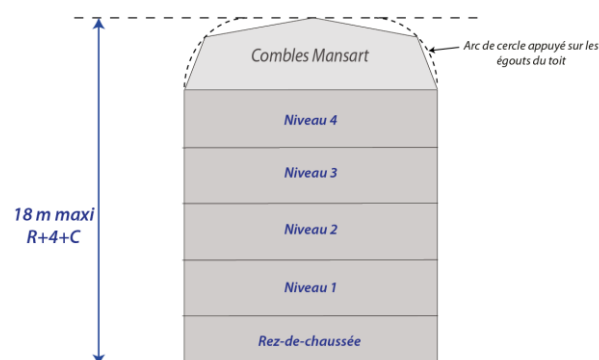 Combles Mansart
Arc de cercle appuyé sur les
égouts du toit
Niveau 4
Niveau 3
18 m maxi
R+4+C
Niveau 2
Niveau 1
Rez-de-chaussée